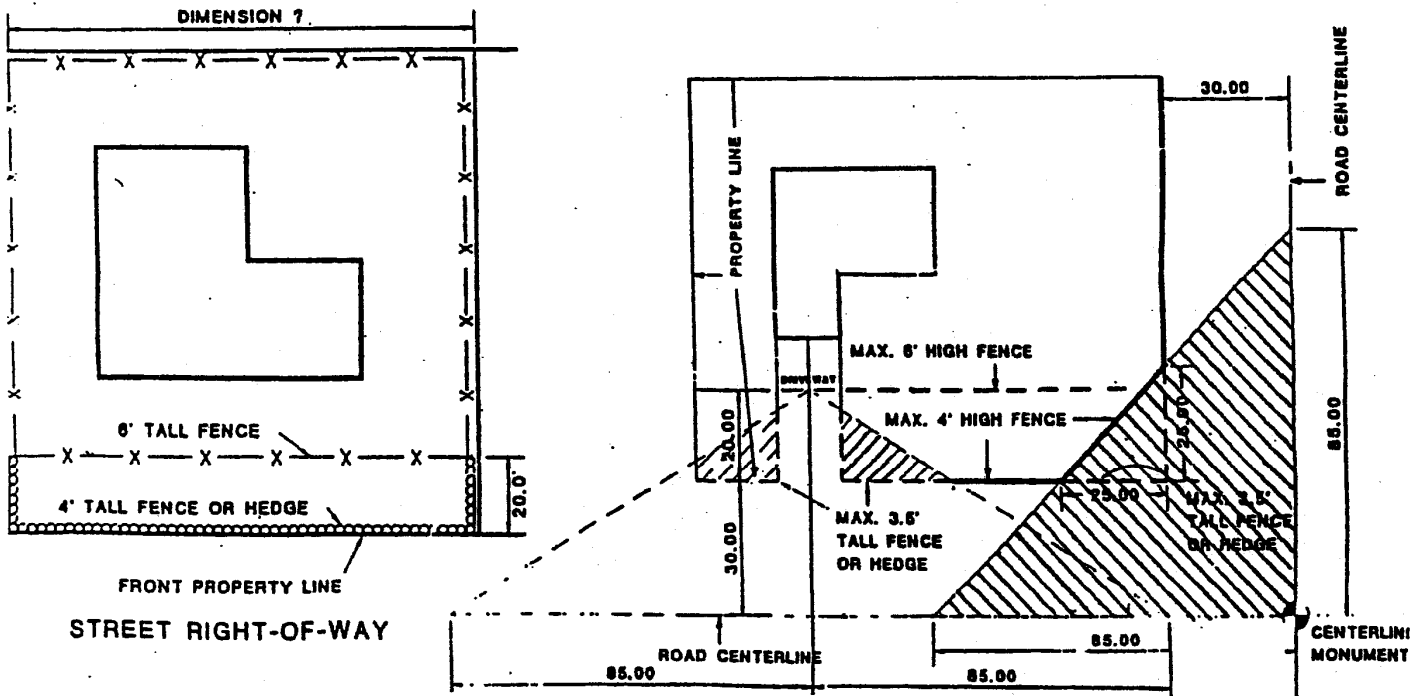 DIMENSION 7
6' TALL FENCE
4' TALL FENCE OR HEDGE
20.0'
FRONT PROPERTY LINE
STREET RIGHT-OF-WAY
PROPERTY LINE
30.00
ROAD CENTERLINE
MAX. 6' HIGH FENCE
DRIVEWAY
MAX. 4' HIGH FENCE
20.00
25.00
85.00
25.00
MAX. 3.5'
TALL FENCE
OR HEDGE
MAX. 3.5'
TALL FENCE
OR HEDGE
30.00
ROAD CENTERLINE
85.00
85.00
85.00
CENTERLINE
MONUMENT